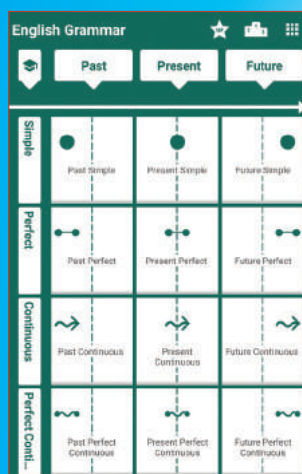 English Grammar
Past Present Future
Simple
Past Simple Present Simple Future Simple
Perfect
Past Perfect Present Perfect Future Perfect
Continuous
Past Continuous Present Continuous Future Continuous
Perfect Conti...
Past Perfect Continuous Present Perfect Continuous Future Perfect Continuous